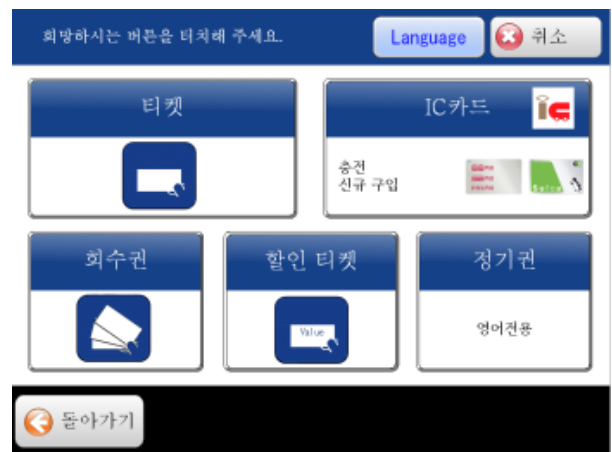 희망하시는 버튼을 터치해 주세요.
Language
취소
티켓
IC카드
충전
신규 구입
Suica
회수권
할인 티켓
정기권
Value
영어전용
돌아가기